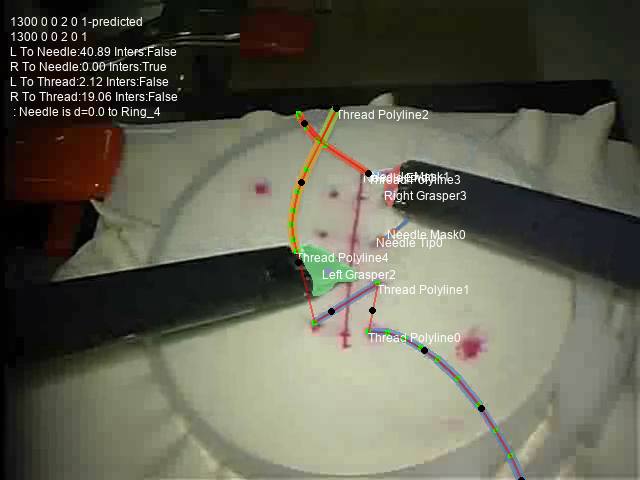 1300 0 0 2 0 1-predicted
1300 0 0 2 0 1
L To Needle:40.89 Inters:False
R To Needle:0.00 Inters:True
L To Thread:2.12 Inters:False
R To Thread:19.06 Inters:False
: Needle is d=0.0 to Ring_4
Thread Polyline2
Thread Polyline3
Right Grasper3
Needle Mask0
Needle Tip0
Thread Polyline4
Left Grasper2
Thread Polyline1
Thread Polyline0